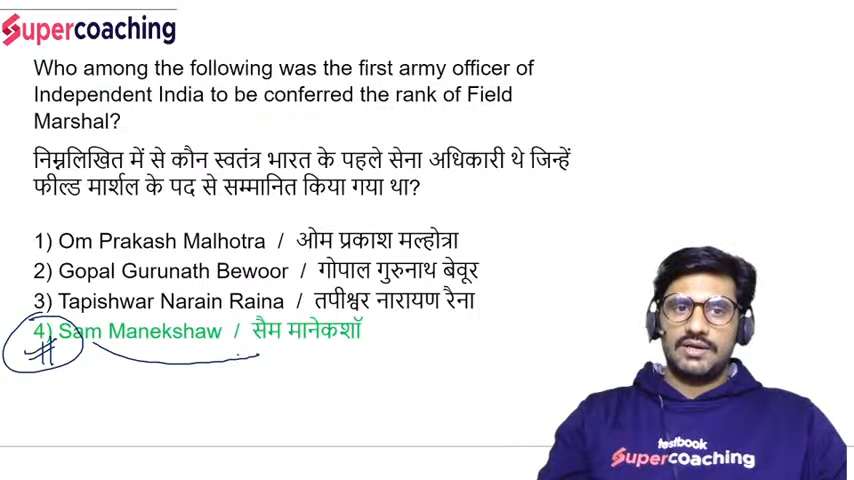 Supercoaching
Who among the following was the first army officer of
Independent India to be conferred the rank of Field
Marshal?
निम्नलिखित में से कौन स्वतंत्र भारत के पहले सेना अधिकारी थे जिन्हें
फील्ड मार्शल के पद से सम्मानित किया गया था?
1) Om Prakash Malhotra / ओम प्रकाश मल्होत्रा
2) Gopal Gurunath Bewoor / गोपाल गुरुनाथ बेवूर
3) Tapishwar Narain Raina / तपीश्वर नारायण रैना
4) Sam Manekshaw / सैम मानेकशॉ
testbook
Supercoaching